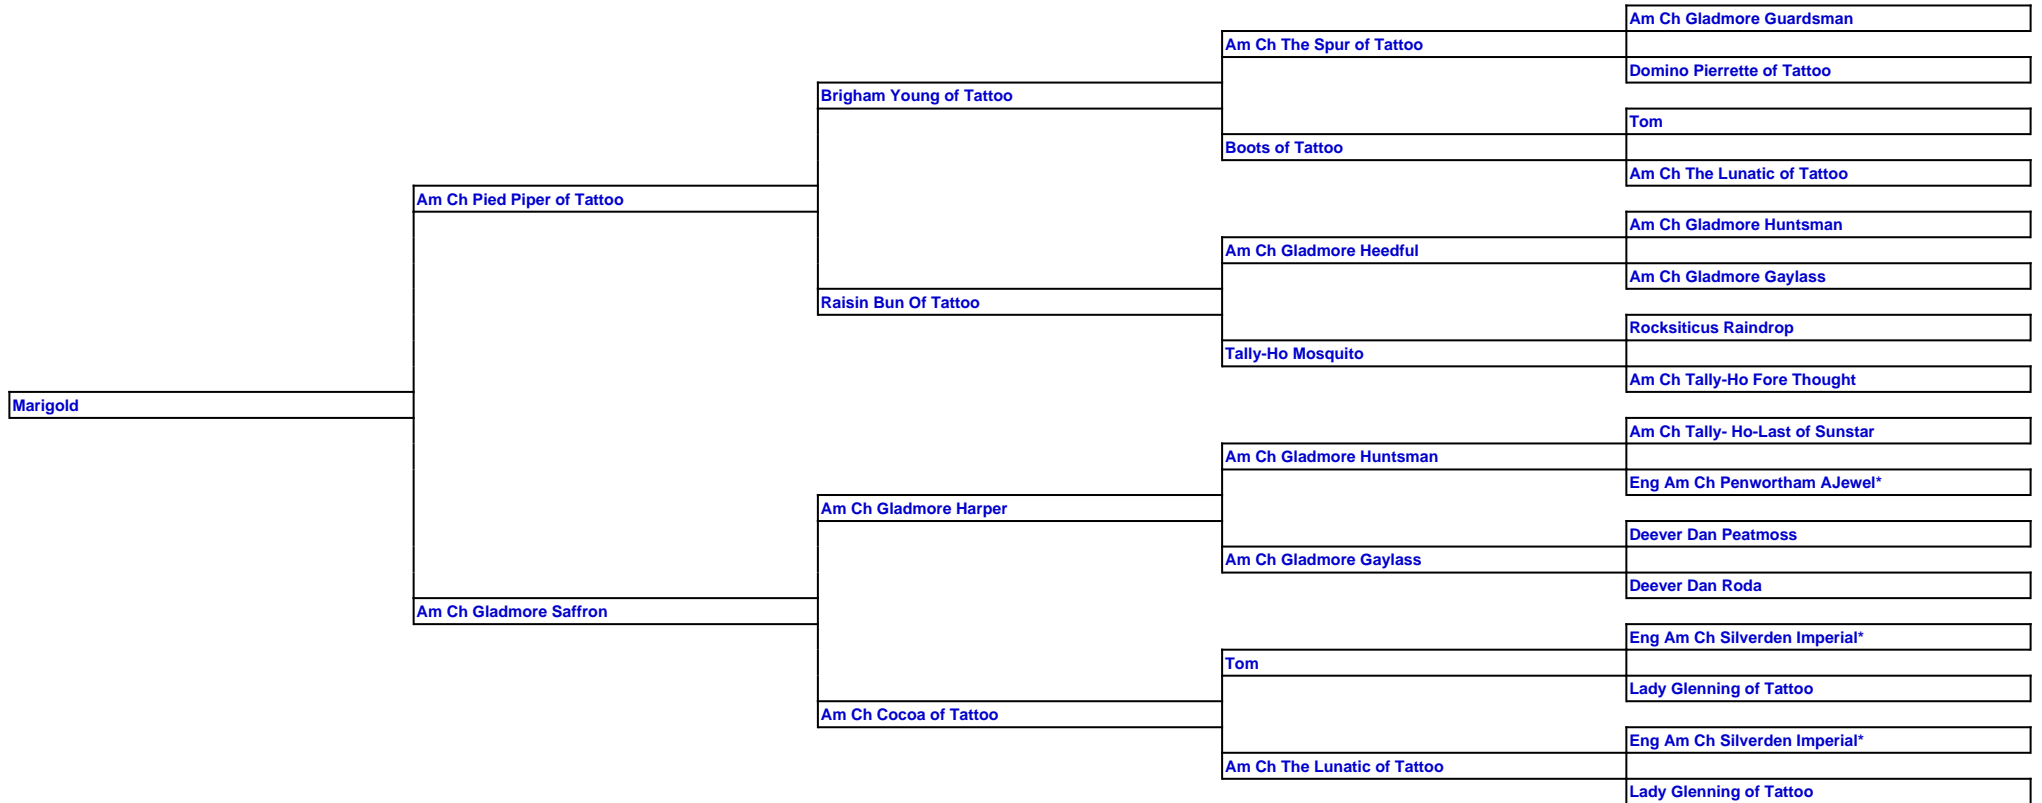 Am Ch Gladmore Guardsman
Am Ch The Spur of Tattoo
Domino Pierrette of Tattoo
Brigham Young of Tattoo
Tom
Boots of Tattoo
Am Ch The Lunatic of Tattoo
Am Ch Pied Piper of Tattoo
Am Ch Gladmore Huntsman
Am Ch Gladmore Heedful
Am Ch Gladmore Gaylass
Raisin Bun Of Tattoo
Rocksiticus Raindrop
Tally-Ho Mosquito
Am Ch Tally-Ho Fore Thought
Marigold
Am Ch Tally- Ho-Last of Sunstar
Am Ch Gladmore Huntsman
Eng Am Ch Penwortham AJewel*
Am Ch Gladmore Harper
Deever Dan Peatmoss
Am Ch Gladmore Gaylass
Deever Dan Roda
Am Ch Gladmore Saffron
Eng Am Ch Silverden Imperial*
Tom
Lady Glenning of Tattoo
Am Ch Cocoa of Tattoo
Eng Am Ch Silverden Imperial*
Am Ch The Lunatic of Tattoo
Lady Glenning of Tattoo